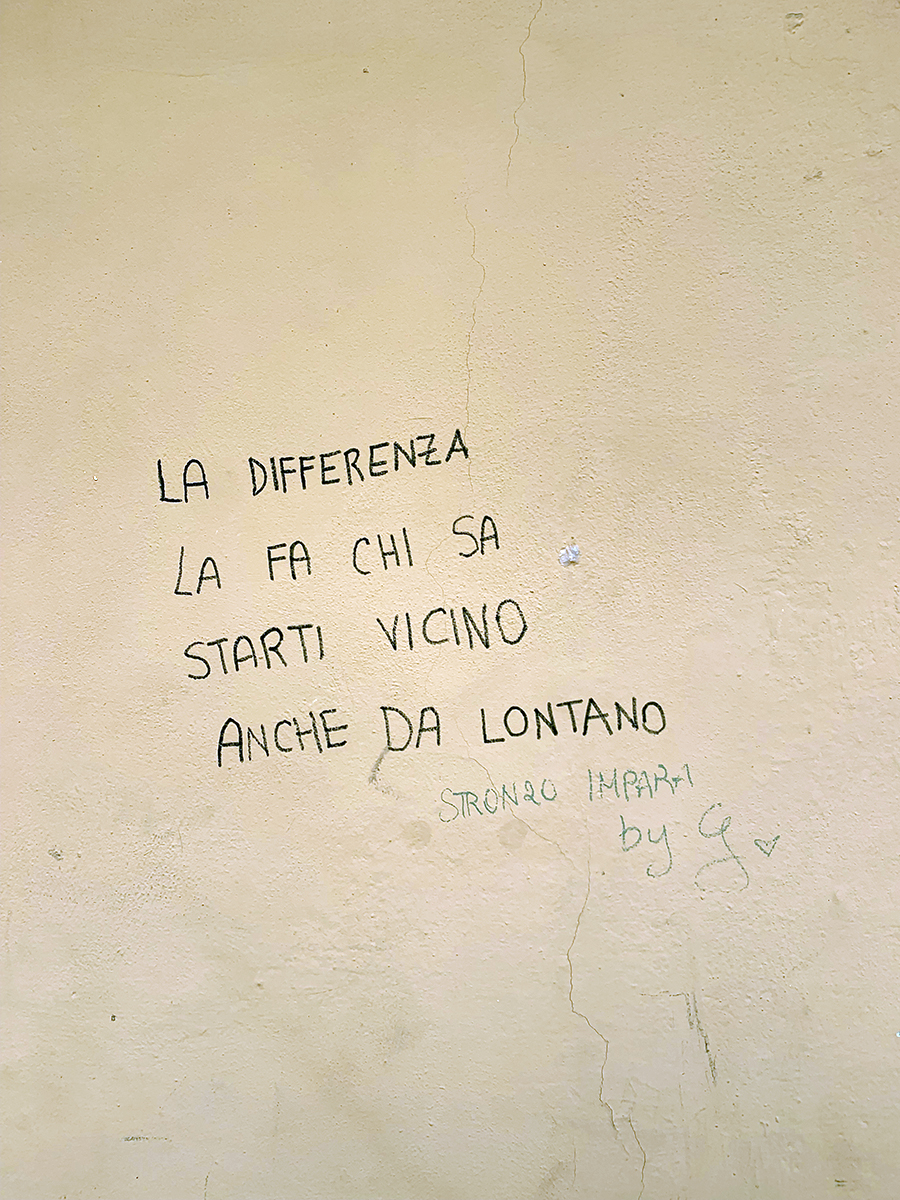 LA DIFFERENZA
LA FA CHI SA
STARTI VICINO
ANCHE DA LONTANO
STRONZO IMPARA
by G ♡